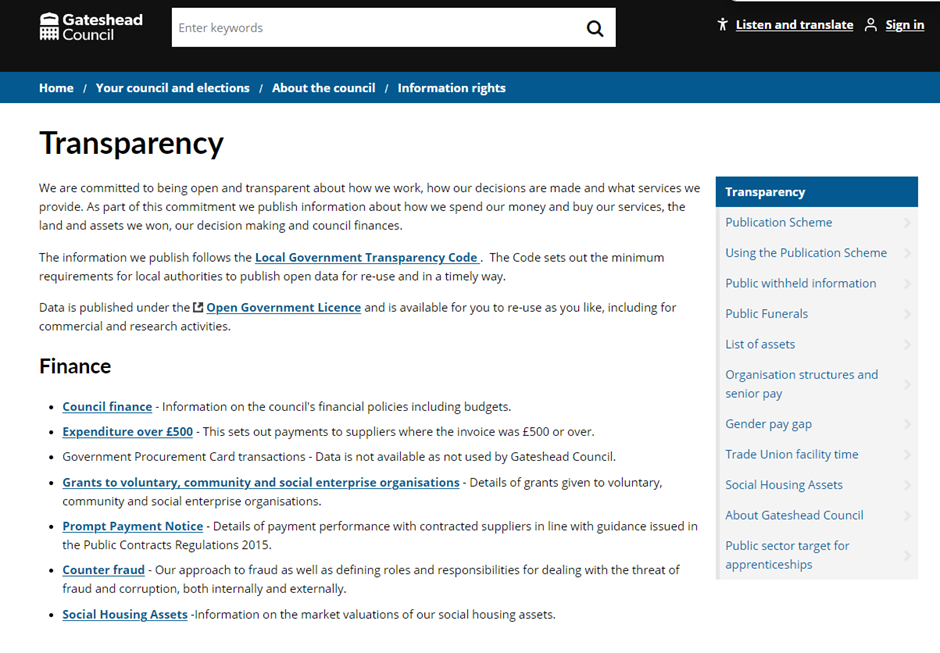 Gateshead
Council
Enter keywords
Listen and translate
Sign in
Home / Your council and elections / About the council / Information rights
Transparency
We are committed to being open and transparent about how we work, how our decisions are made and what services we
provide. As part of this commitment we publish information about how we spend our money and buy our services, the
land and assets we won, our decision making and council finances.
The information we publish follows the Local Government Transparency Code . The Code sets out the minimum
requirements for local authorities to publish open data for re-use and in a timely way.
Data is published under the Open Government Licence and is available for you to re-use as you like, including for
commercial and research activities.
Finance
• Council finance - Information on the council's financial policies including budgets.
• Expenditure over £500 - This sets out payments to suppliers where the invoice was £500 or over.
• Government Procurement Card transactions - Data is not available as not used by Gateshead Council.
• Grants to voluntary, community and social enterprise organisations - Details of grants given to voluntary,
community and social enterprise organisations.
• Prompt Payment Notice - Details of payment performance with contracted suppliers in line with guidance issued in
the Public Contracts Regulations 2015.
• Counter fraud - Our approach to fraud as well as defining roles and responsibilities for dealing with the threat of
fraud and corruption, both internally and externally.
• Social Housing Assets -Information on the market valuations of our social housing assets.
Transparency
Publication Scheme
Using the Publication Scheme
Public withheld information
Public Funerals
List of assets
Organisation structures and
senior pay
Gender pay gap
Trade Union facility time
Social Housing Assets
About Gateshead Council
Public sector target for
apprenticeships